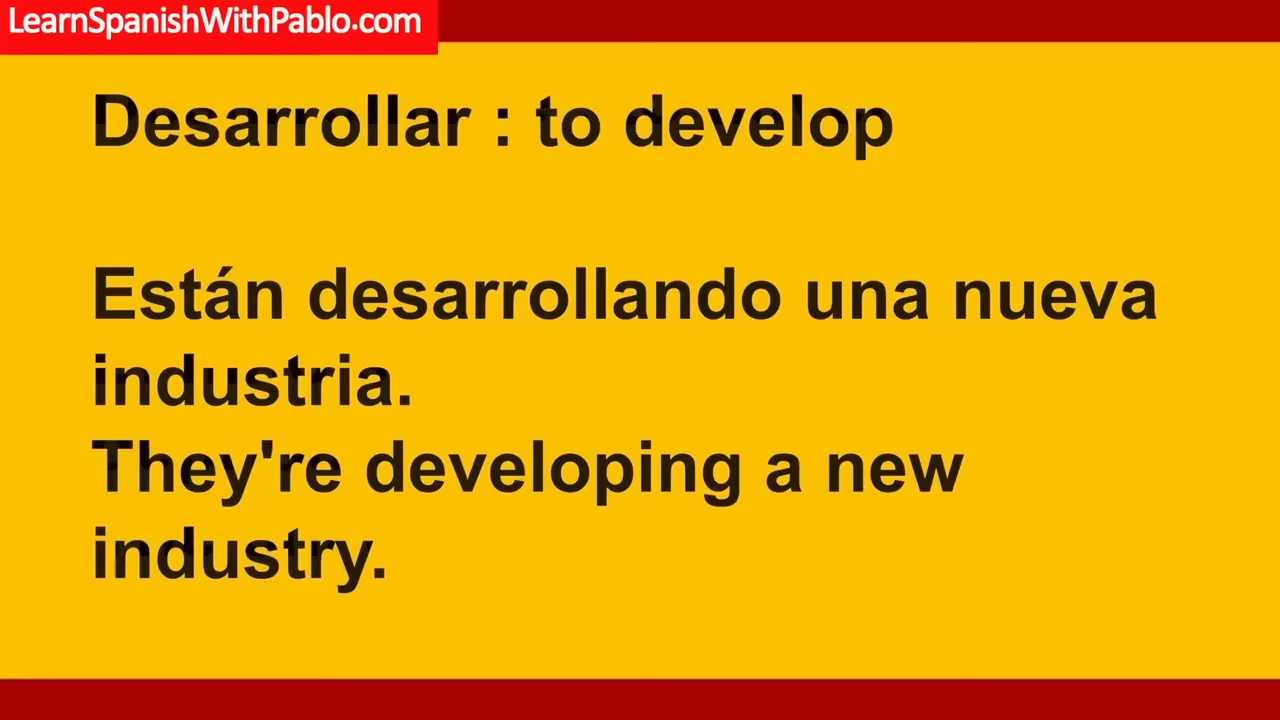 LearnSpanishWithPablo.com
Desarrollar : to develop
Están desarrollando una nueva
industria.
They're developing a new
industry.